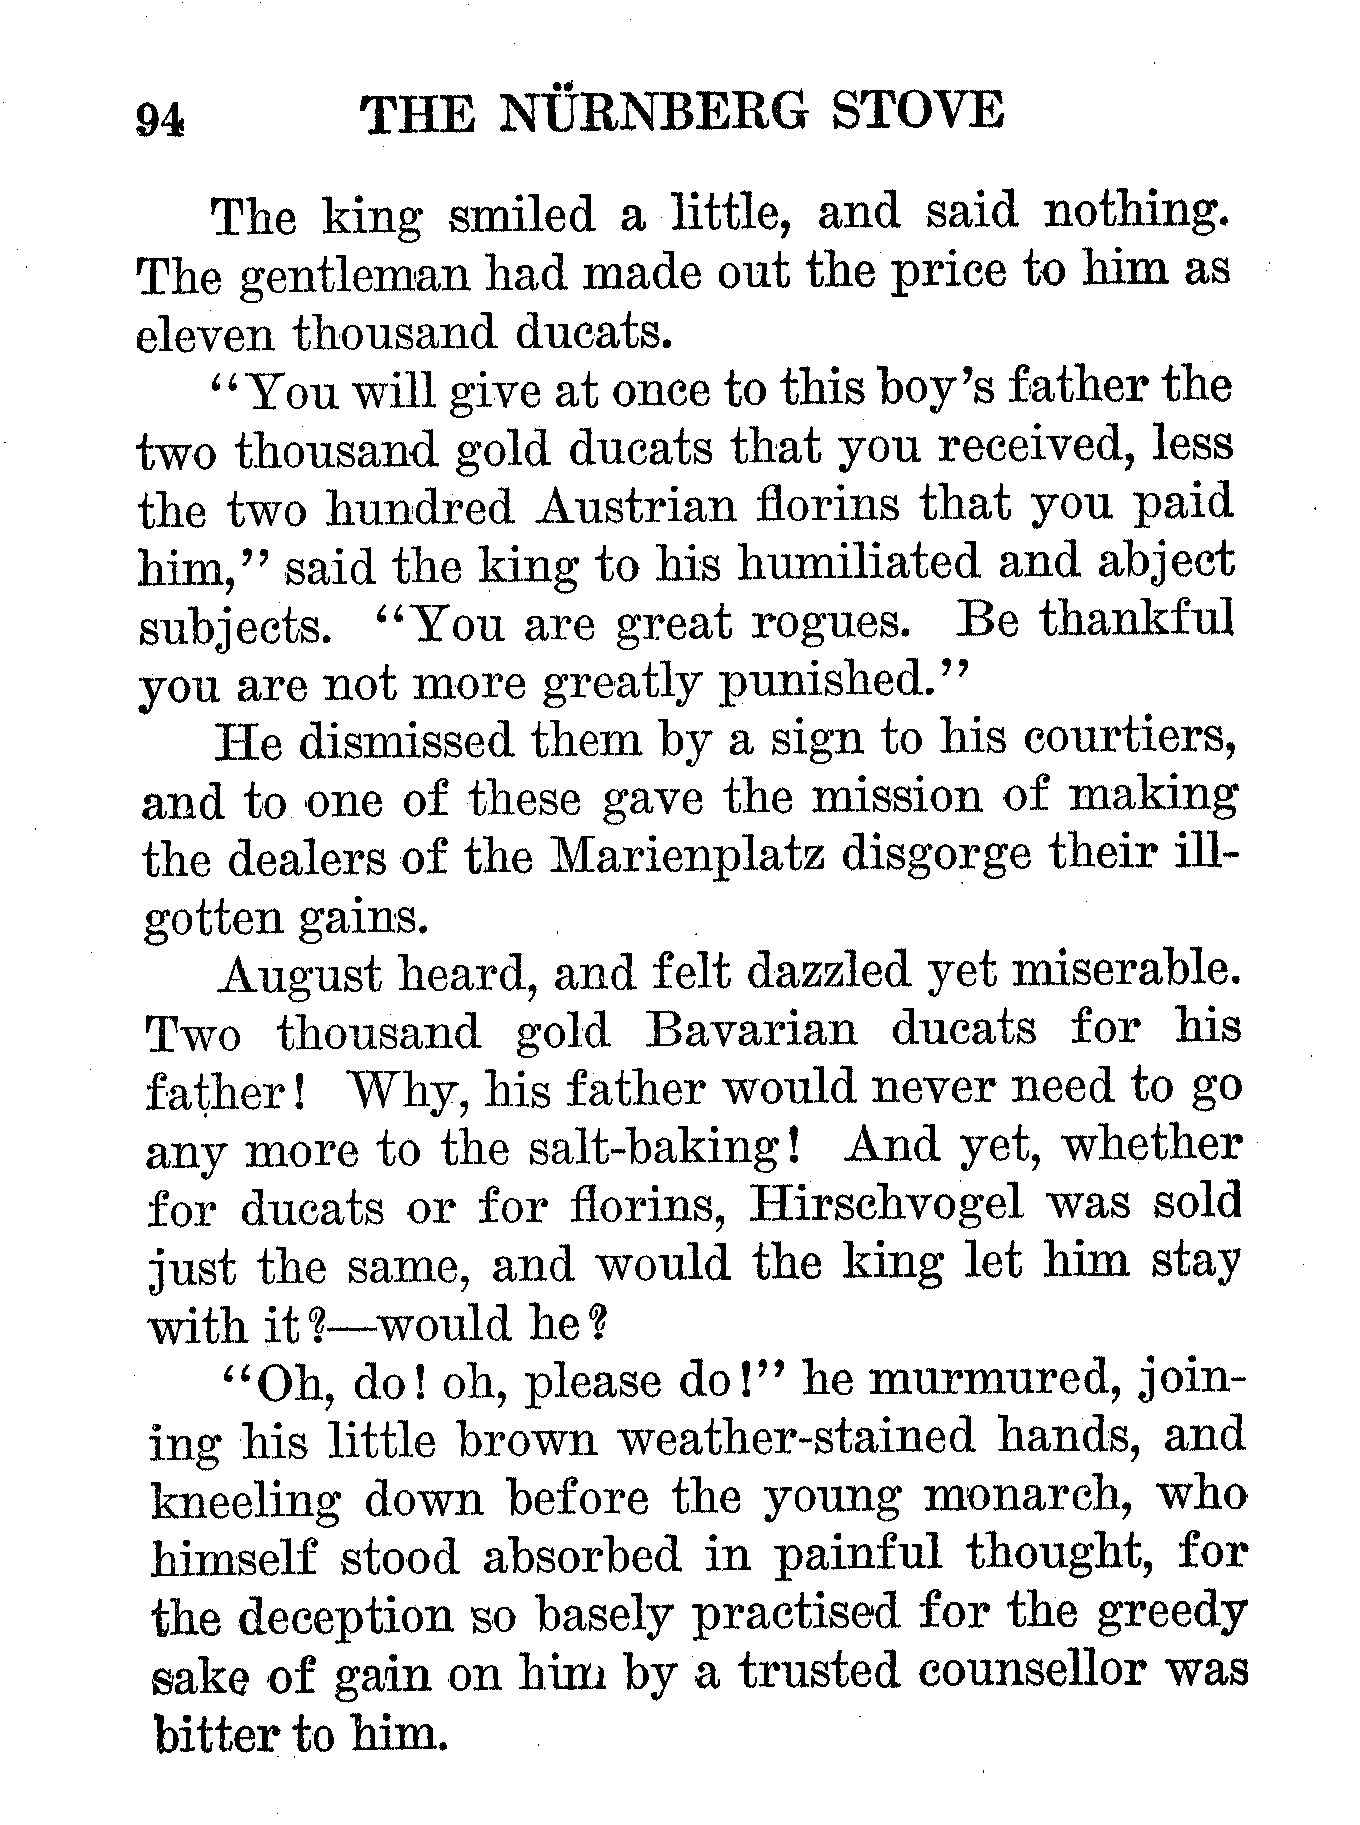 94 THE NÜRNBERG STOVE
The king smiled a little, and said nothing.
The gentleman had made out the price to him as
eleven thousand ducats.
“You will give at once to this boy’s father the
two thousand gold ducats that you received, less
the two hundred Austrian florins that you paid
him,” said the king to his humiliated and abject
subjects. “You are great rogues. Be thankful
you are not more greatly punished.”
He dismissed them by a sign to his courtiers,
and to one of these gave the mission of making
the dealers of the Marienplatz disgorge their ill-
gotten gains.
August heard, and felt dazzled yet miserable.
Two thousand gold Bavarian ducats for his
father! Why, his father would never need to go
any more to the salt-baking! And yet, whether
for ducats or for florins, Hirschvogel was sold
just the same, and would the king let him stay
with it?—would he?
“Oh, do! oh, please do!” he murmured, join-
ing his little brown weather-stained hands, and
kneeling down before the young monarch, who
himself stood absorbed in painful thought, for
the deception so basely practised for the greedy
sake of gain on him by a trusted counsellor was
bitter to him.